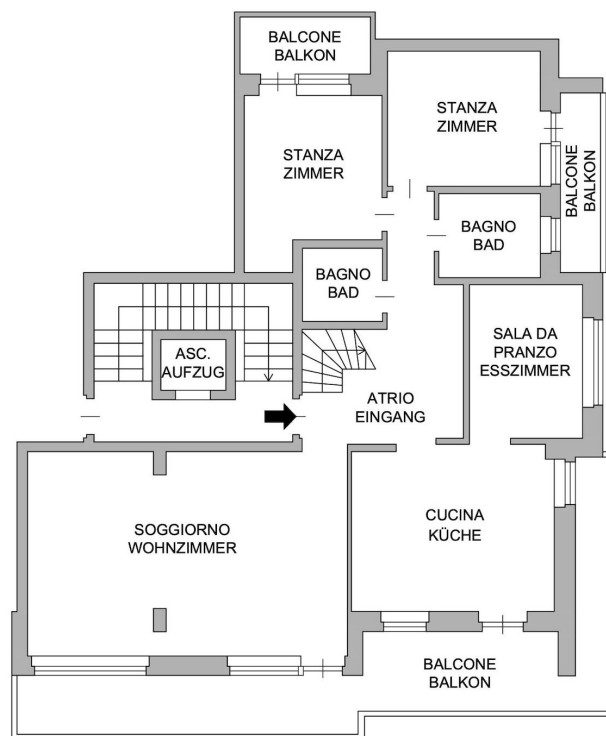 BALCONE
BALKON
STANZA
ZIMMER
STANZA
ZIMMER
BALCONE
BALKON
BAGNO
BAD
BAGNO
BAD
ASC.
AUFZUG
SALA DA
PRANZO
ESSZIMMER
ATRIO
EINGANG
SOGGIORNO
WOHNZIMMER
CUCINA
KÜCHE
BALCONE
BALKON